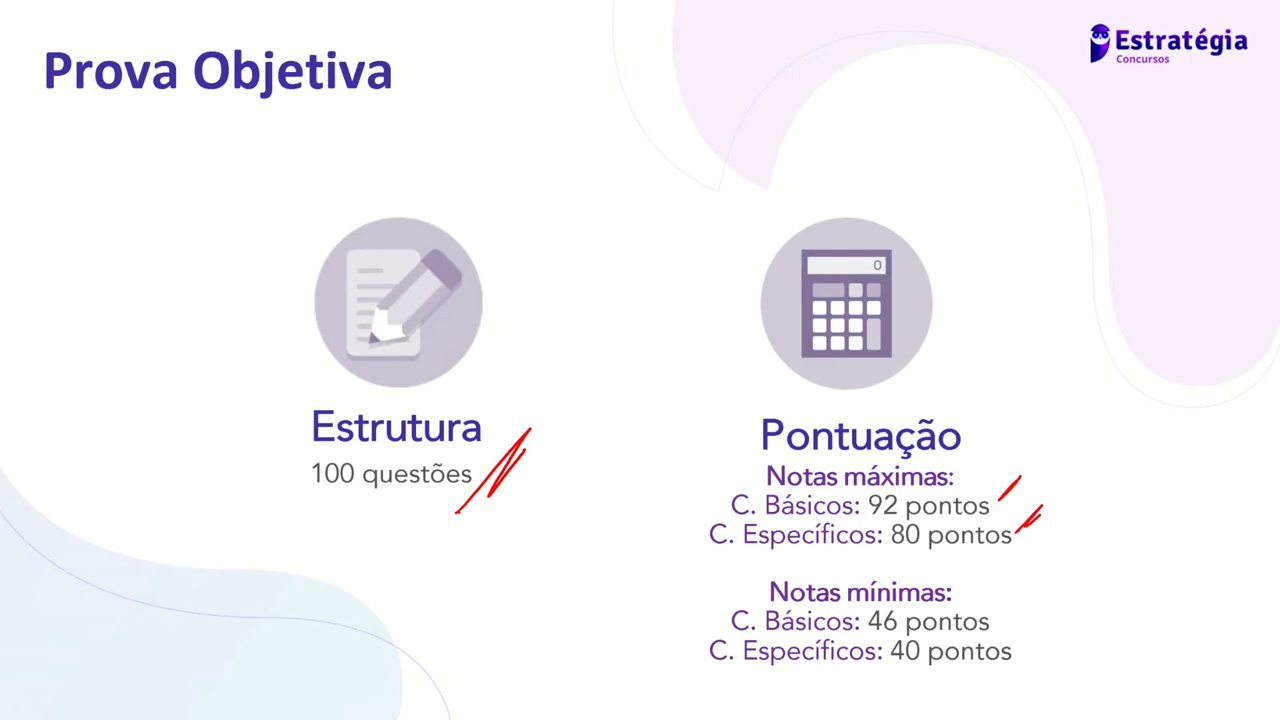 Prova Objetiva
Estratégia
Concursos
0
Estrutura
100 questões
Pontuação
Notas máximas:
C. Básicos: 92 pontos
C. Específicos: 80 pontos
Notas mínimas:
C. Básicos: 46 pontos
C. Específicos: 40 pontos